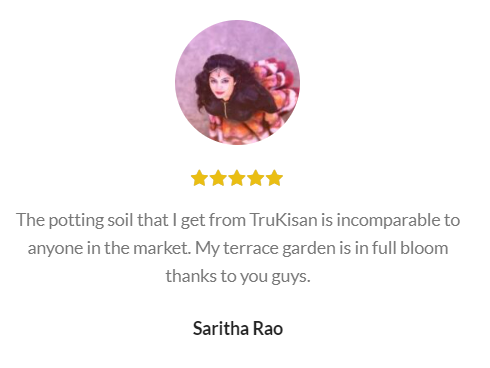 The potting soil that I get from TruKisan is incomparable to
anyone in the market. My terrace garden is in full bloom
thanks to you guys.
Saritha Rao